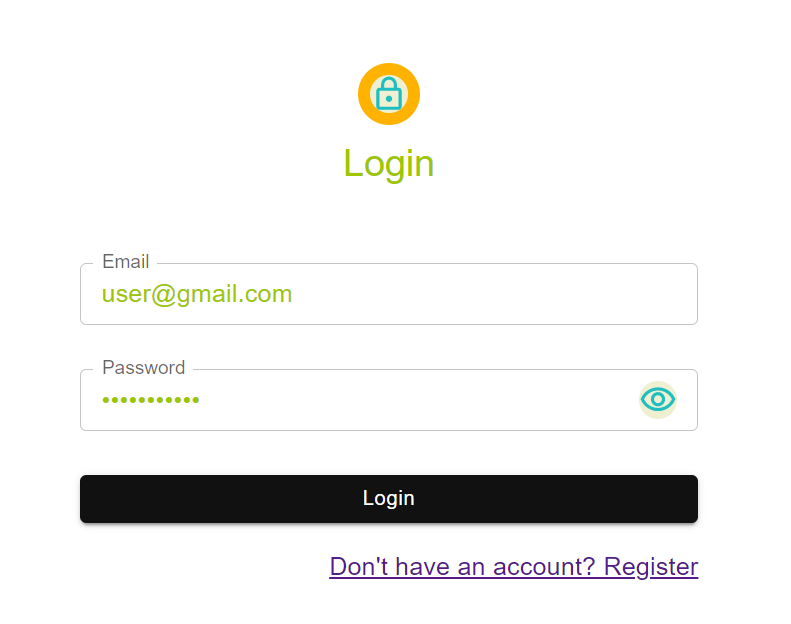 Login
Email
user@gmail.com
Password
•••••••••••
Login
Don't have an account? Register